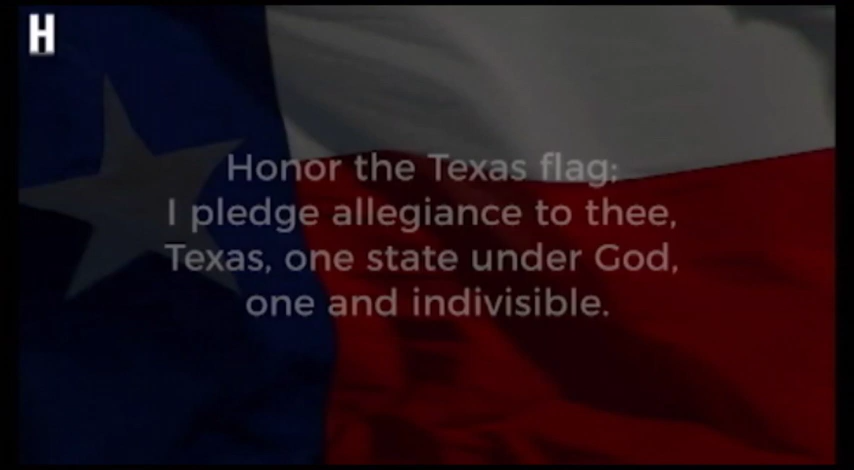 H
Honor the Texas flag;
I pledge allegiance to thee,
Texas, one state under God,
one and indivisible.